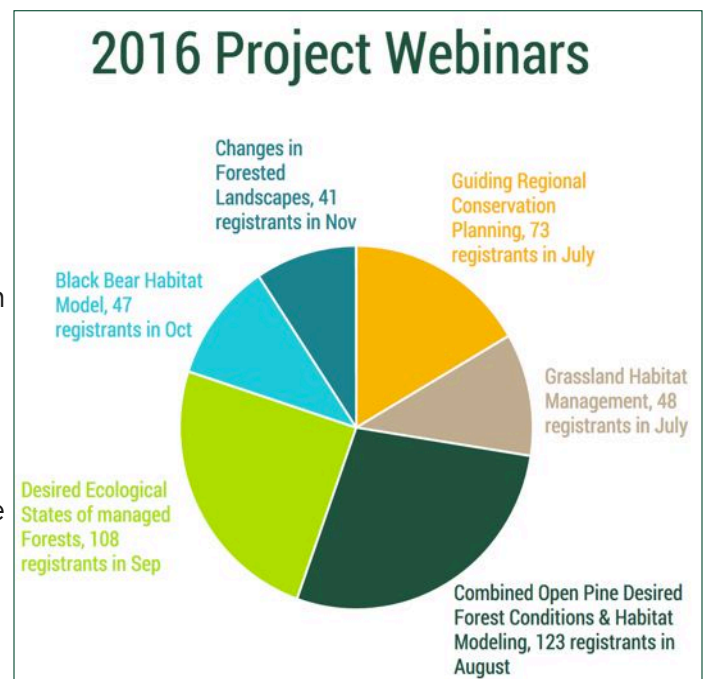 2016 Project Webinars
Changes in
Forested
Landscapes, 41
registrants in Nov
Guiding Regional
Conservation
Planning, 73
registrants in July
Black Bear Habitat
Model, 47
registrants in Oct
Grassland Habitat
Management, 48
registrants in July
Desired Ecological
States of managed
Forests, 108
registrants in Sep
Combined Open Pine Desired
Forest Conditions & Habitat
Modeling, 123 registrants in
August